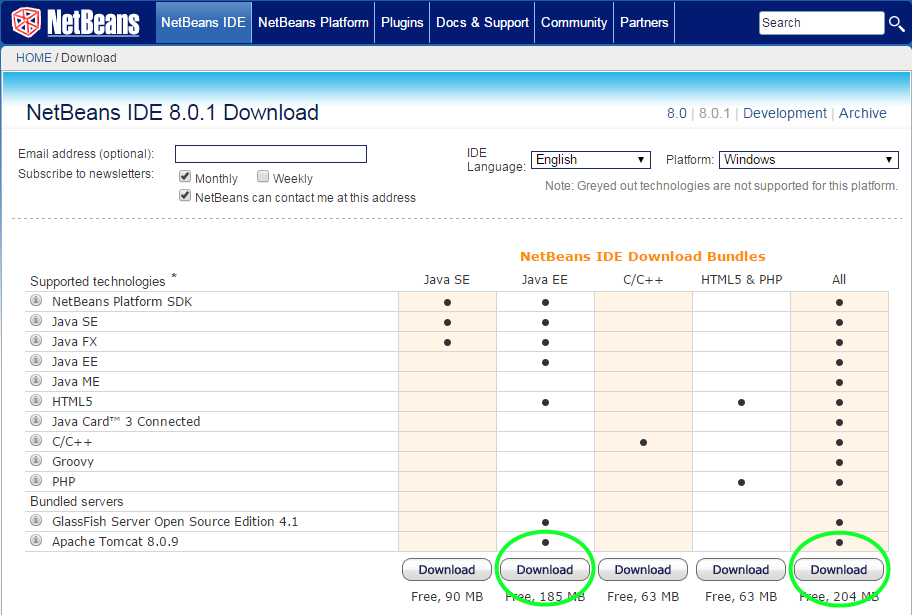 NetBeans
NetBeans IDE NetBeans Platform Plugins Docs & Support Community Partners
Search
HOME / Download
NetBeans IDE 8.0.1 Download
8.0 | 8.0.1 | Development | Archive
Email address (optional):
Subscribe to newsletters:
Monthly Weekly
NetBeans can contact me at this address
IDE
Language: English
Platform: Windows
Note: Greyed out technologies are not supported for this platform.
NetBeans IDE Download Bundles
Supported technologies * Java SE Java EE C/C++ HTML5 & PHP All
NetBeans Platform SDK
Java SE
Java FX
Java EE
Java ME
HTML5
Java Card™ 3 Connected
C/C++
Groovy
PHP
Bundled servers
GlassFish Server Open Source Edition 4.1
Apache Tomcat 8.0.9
Download Download Download Download Download
Free, 90 MB Free, 185 MB Free, 63 MB Free, 63 MB Free, 204 MB